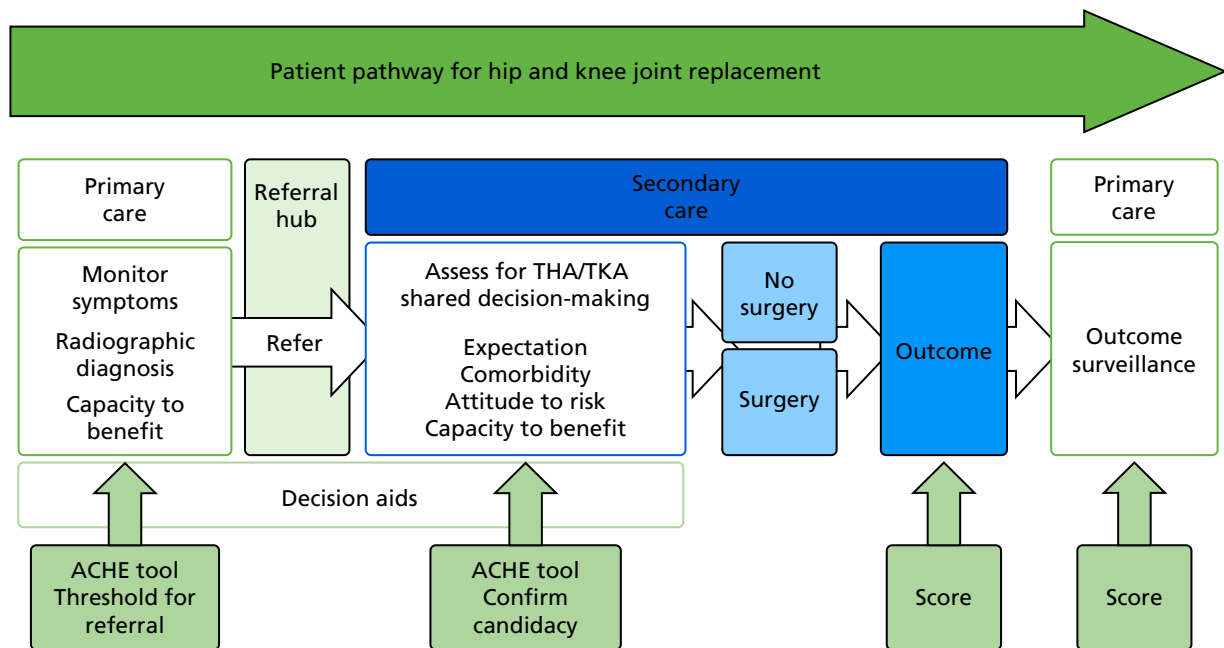 Patient pathway for hip and knee joint replacement
Primary
care
Referral
hub
Secondary
care
Primary
care
Monitor
symptoms
Radiographic
diagnosis
Capacity to
benefit
Refer
Assess for THA/TKA
shared decision-making
Expectation
Comorbidity
Attitude to risk
Capacity to benefit
No
surgery
Surgery
Outcome
Outcome
surveillance
Decision aids
ACHE tool
Threshold for
referral
ACHE tool
Confirm
candidacy
Score
Score